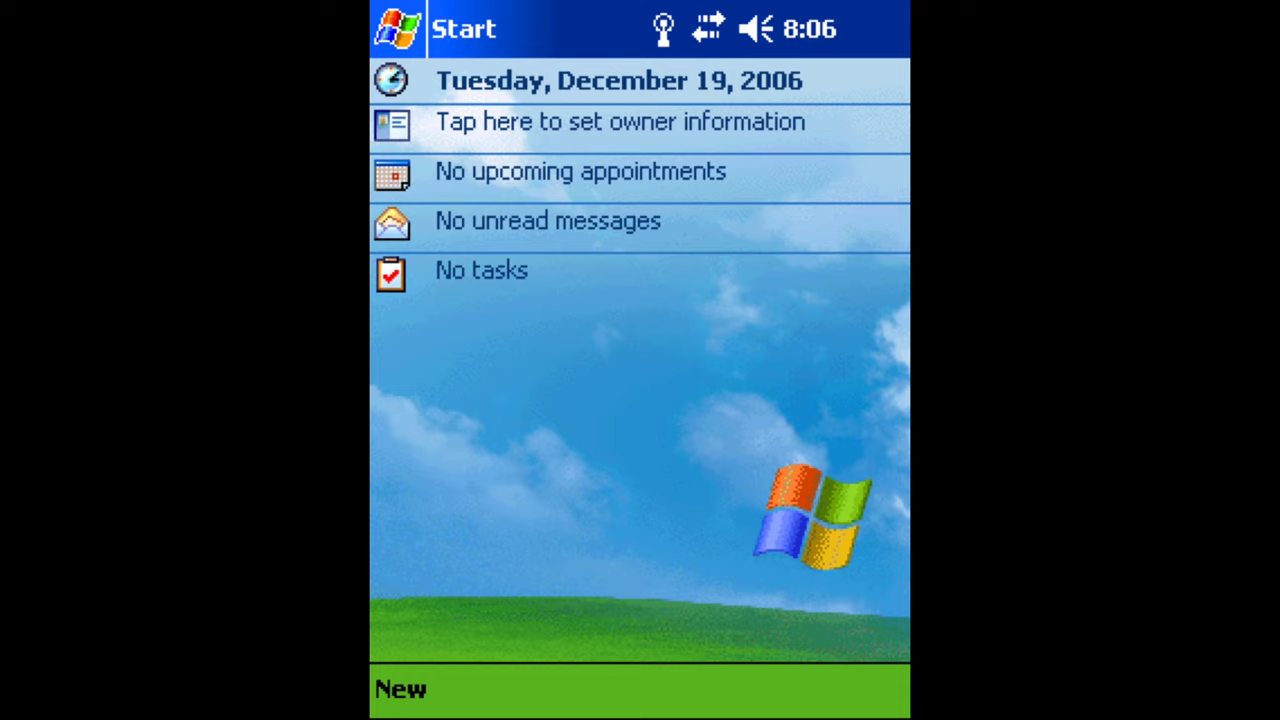 Start 8:06
Tuesday, December 19, 2006
Tap here to set owner information
No upcoming appointments
No unread messages
No tasks
New